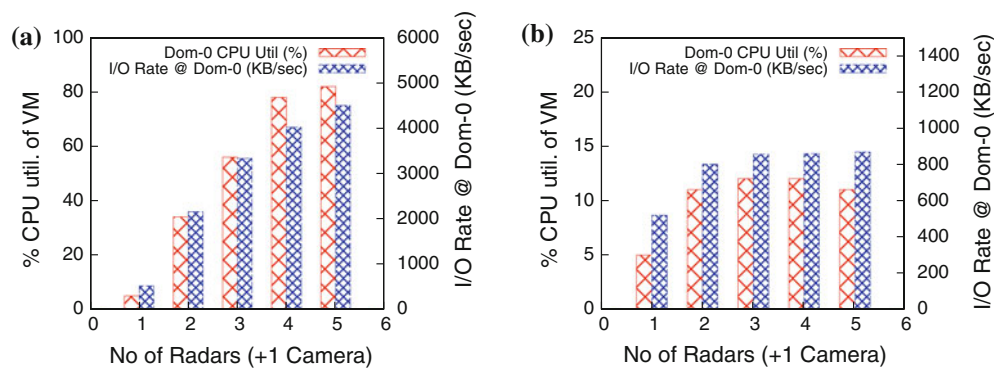 (a)
% CPU util. of VM
100
80
60
40
20
0
Dom-0 CPU Util (%)
I/O Rate @ Dom-0 (KB/sec)
6000
5000
4000
3000
2000
1000
0
I/O Rate @ Dom-0 (KB/sec)
0 1 2 3 4 5 6
No of Radars (+1 Camera)
(b)
% CPU util. of VM
25
20
15
10
5
0
Dom-0 CPU Util (%)
I/O Rate @ Dom-0 (KB/sec)
1400
1200
1000
800
600
400
200
0
I/O Rate @ Dom-0 (KB/sec)
0 1 2 3 4 5 6
No of Radars (+1 Camera)